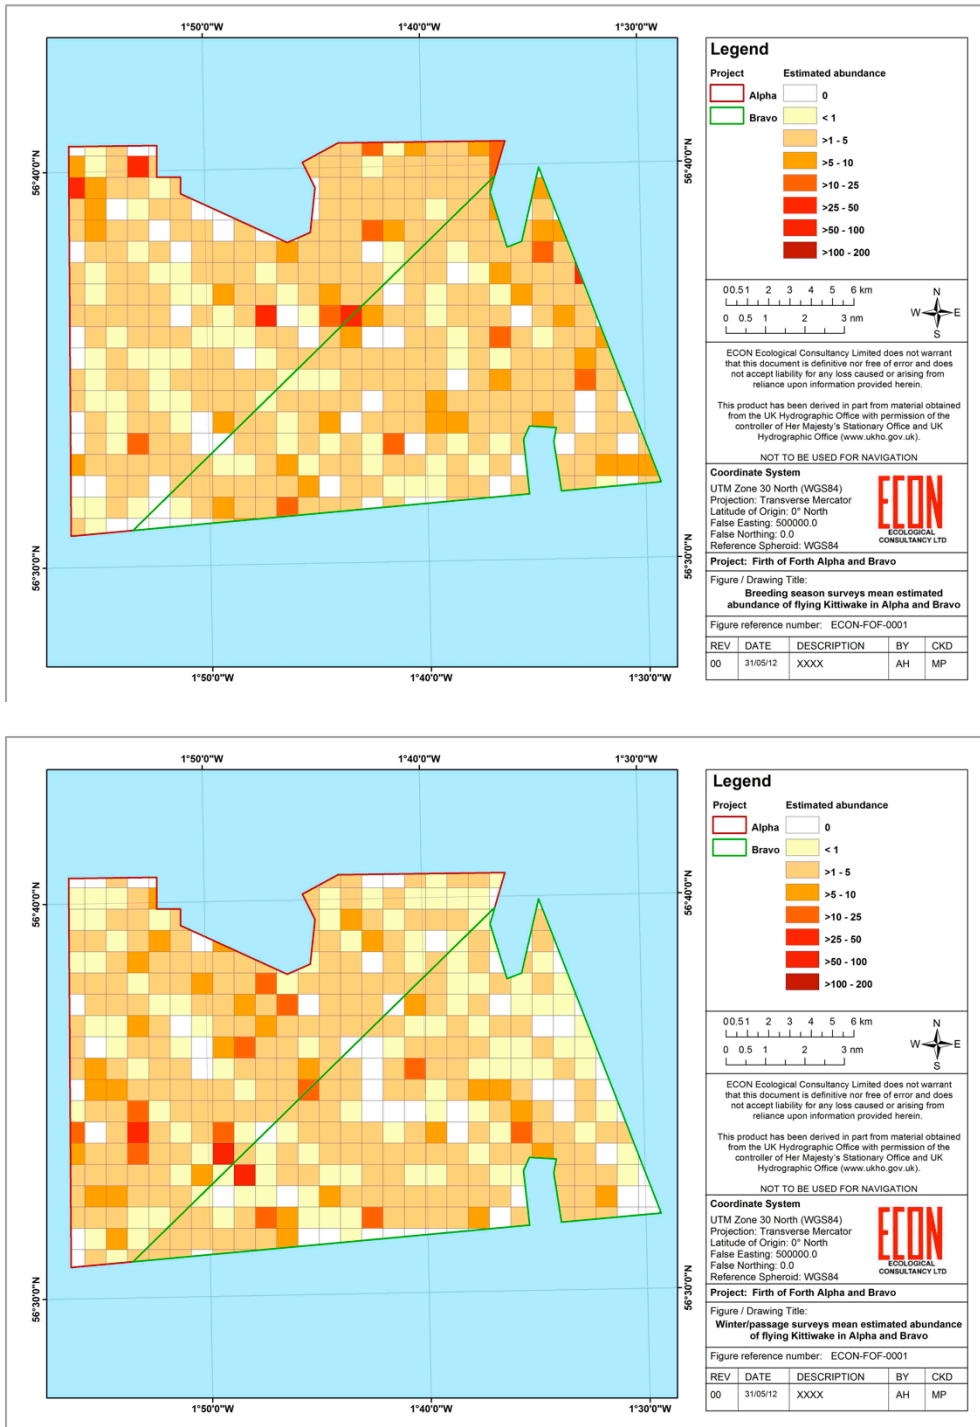 1°50'0"W 1°40'0"W 1°30'0"W
56°40'0"N 56°40'0"N
56°30'0"N 56°30'0"N
1°50'0"W 1°40'0"W 1°30'0"W
Legend
Project Estimated abundance
Alpha 0
Bravo < 1
>1 - 5
>5 - 10
>10 - 25
>25 - 50
>50 - 100
>100 - 200
0 0.5 1 2 3 4 5 6 km
0 0.5 1 2 3 nm
N
W E
S
ECON Ecological Consultancy Limited does not warrant
that this document is definitive nor free of error and does
not accept liability for any loss caused or arising from
reliance upon information provided herein.
This product has been derived in part from material obtained
from the UK Hydrographic Office with permission of the
controller of Her Majesty's Stationary Office and UK
Hydrographic Office (www.ukho.gov.uk).
NOT TO BE USED FOR NAVIGATION
Coordinate System
UTM Zone 30 North (WGS84)
Projection: Transverse Mercator
Latitude of Origin: 0° North
False Easting: 500000.0
False Northing: 0.0
Reference Spheroid: WGS84
ECON
ECOLOGICAL
CONSULTANCY LTD
Project: Firth of Forth Alpha and Bravo
Figure / Drawing Title:
Breeding season surveys mean estimated
abundance of flying Kittiwake in Alpha and Bravo
Figure reference number: ECON-FOF-0001
REV DATE DESCRIPTION BY CKD
00 31/05/12 XXXX AH MP
1°50'0"W 1°40'0"W 1°30'0"W
56°40'0"N 56°40'0"N
56°30'0"N 56°30'0"N
1°50'0"W 1°40'0"W 1°30'0"W
Legend
Project Estimated abundance
Alpha 0
Bravo < 1
>1 - 5
>5 - 10
>10 - 25
>25 - 50
>50 - 100
>100 - 200
0 0.5 1 2 3 4 5 6 km
0 0.5 1 2 3 nm
N
W E
S
ECON Ecological Consultancy Limited does not warrant
that this document is definitive nor free of error and does
not accept liability for any loss caused or arising from
reliance upon information provided herein.
This product has been derived in part from material obtained
from the UK Hydrographic Office with permission of the
controller of Her Majesty's Stationary Office and UK
Hydrographic Office (www.ukho.gov.uk).
NOT TO BE USED FOR NAVIGATION
Coordinate System
UTM Zone 30 North (WGS84)
Projection: Transverse Mercator
Latitude of Origin: 0° North
False Easting: 500000.0
False Northing: 0.0
Reference Spheroid: WGS84
ECON
ECOLOGICAL
CONSULTANCY LTD
Project: Firth of Forth Alpha and Bravo
Figure / Drawing Title:
Winter/passage surveys mean estimated abundance
of flying Kittiwake in Alpha and Bravo
Figure reference number: ECON-FOF-0001
REV DATE DESCRIPTION BY CKD
00 31/05/12 XXXX AH MP